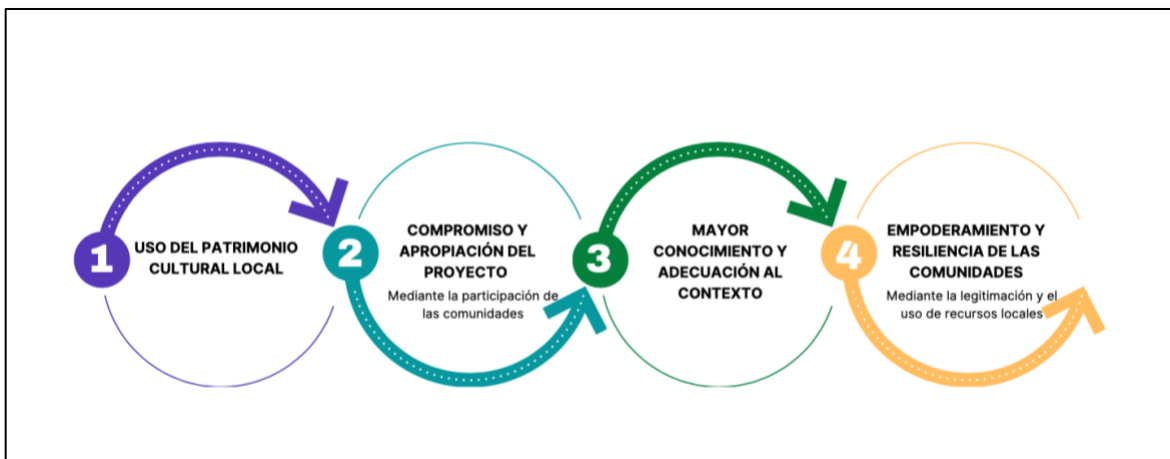 1
USO DEL PATRIMONIO
CULTURAL LOCAL
2
COMPROMISO Y
APROPIACIÓN DEL
PROYECTO
Mediante la participación de
las comunidades
3
MAYOR
CONOCIMIENTO Y
ADECUACIÓN AL
CONTEXTO
4
EMPODERAMIENTO Y
RESILIENCIA DE LAS
COMUNIDADES
Mediante la legitimación y el
uso de recursos locales